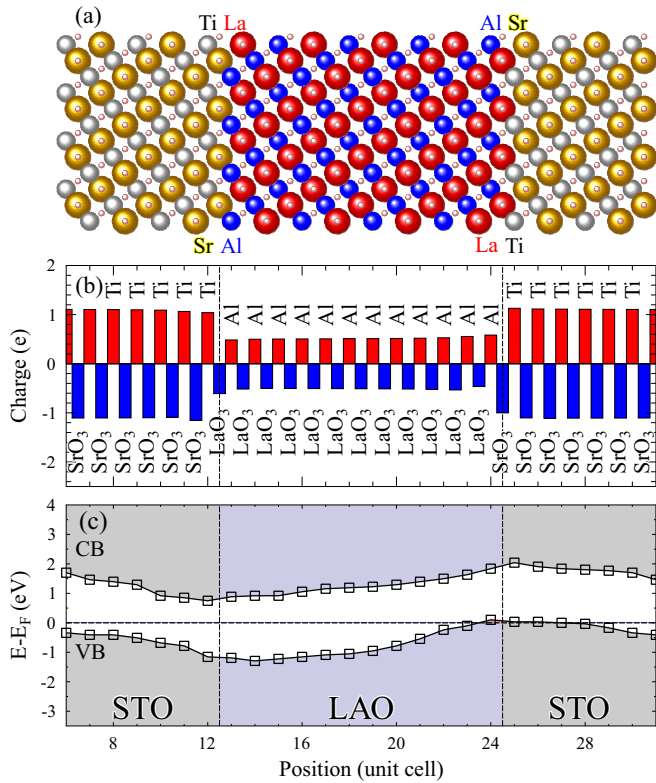 (a)
Ti La
Al Sr
Sr Al
La Ti
(b)
2
1
0
-1
-2
Charge (e)
Ti Ti Ti Ti Ti
Al Al Al Al Al Al Al Al Al Al Al Al
Ti Ti Ti Ti Ti Ti
SrO₃ SrO₃ SrO₃ SrO₃ SrO₃ SrO₃
LaO₃ LaO₃ LaO₃ LaO₃ LaO₃ LaO₃ LaO₃ LaO₃ LaO₃ LaO₃ LaO₃ LaO₃
SrO₃ SrO₃ SrO₃ SrO₃ SrO₃ SrO₃ SrO₃
(c)
CB
VB
4
3
2
1
0
-1
-2
-3
E-E_F (eV)
STO LAO STO
8 12 16 20 24 28
Position (unit cell)